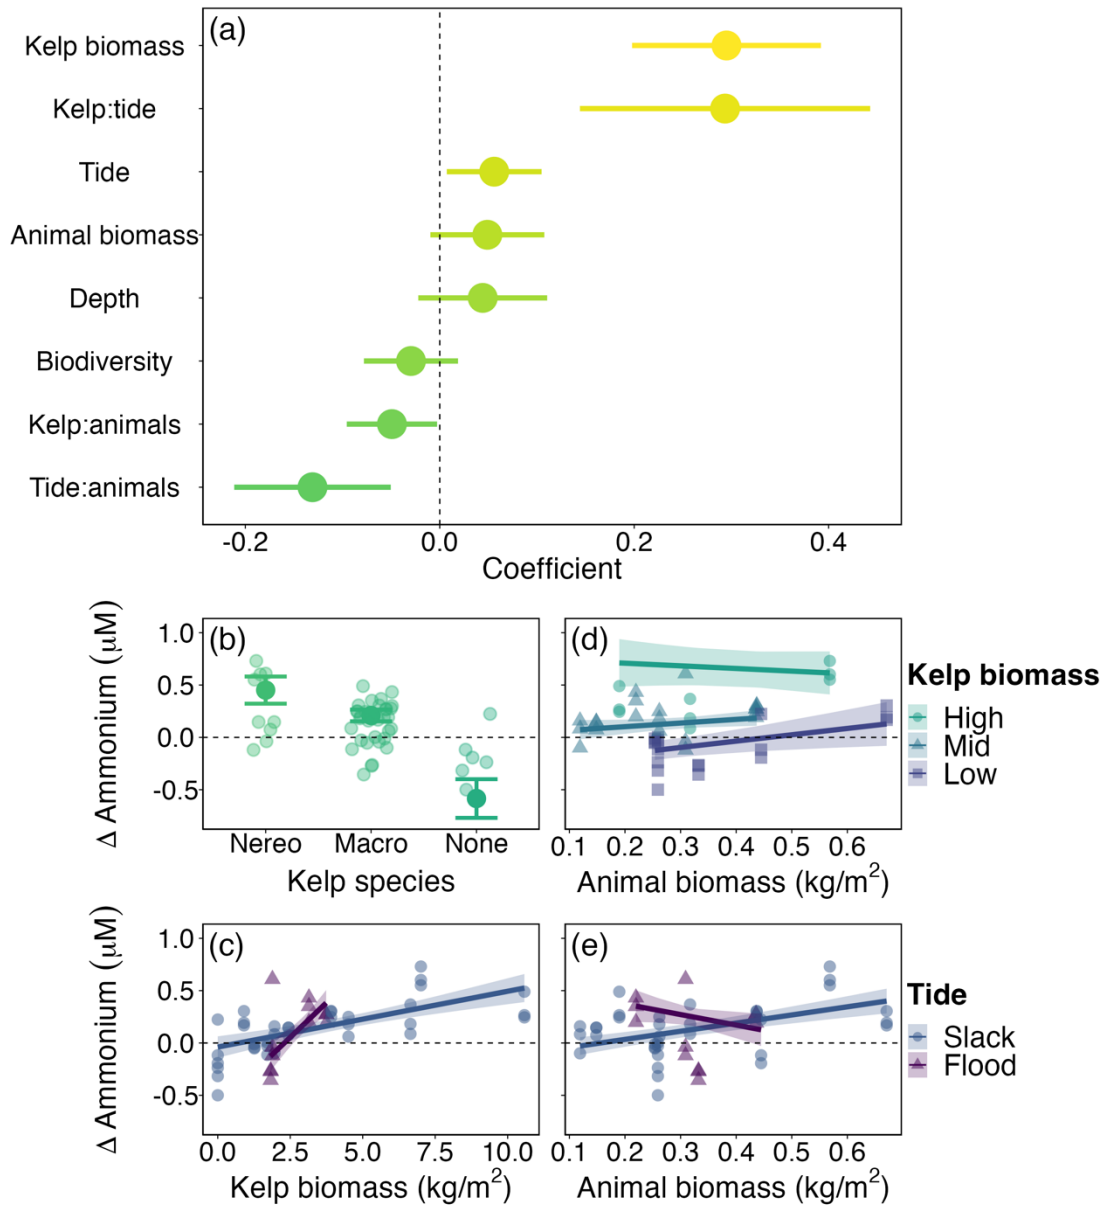 (a)
Kelp biomass
Kelp:tide
Tide
Animal biomass
Depth
Biodiversity
Kelp:animals
Tide:animals
-0.2 0.0 0.2 0.4
Coefficient
(b)
Δ Ammonium (μM)
1.0
0.5
0.0
-0.5
Nereo Macro None
Kelp species
(d)
0.1 0.2 0.3 0.4 0.6
Animal biomass (kg/m²)
Kelp biomass
High
Mid
Low
(c)
Δ Ammonium (μM)
1.0
0.5
0.0
-0.5
0.0 2.5 5.0 7.5 10.0
Kelp biomass (kg/m²)
(e)
0.1 0.2 0.3 0.4 0.6
Animal biomass (kg/m²)
Tide
Slack
Flood